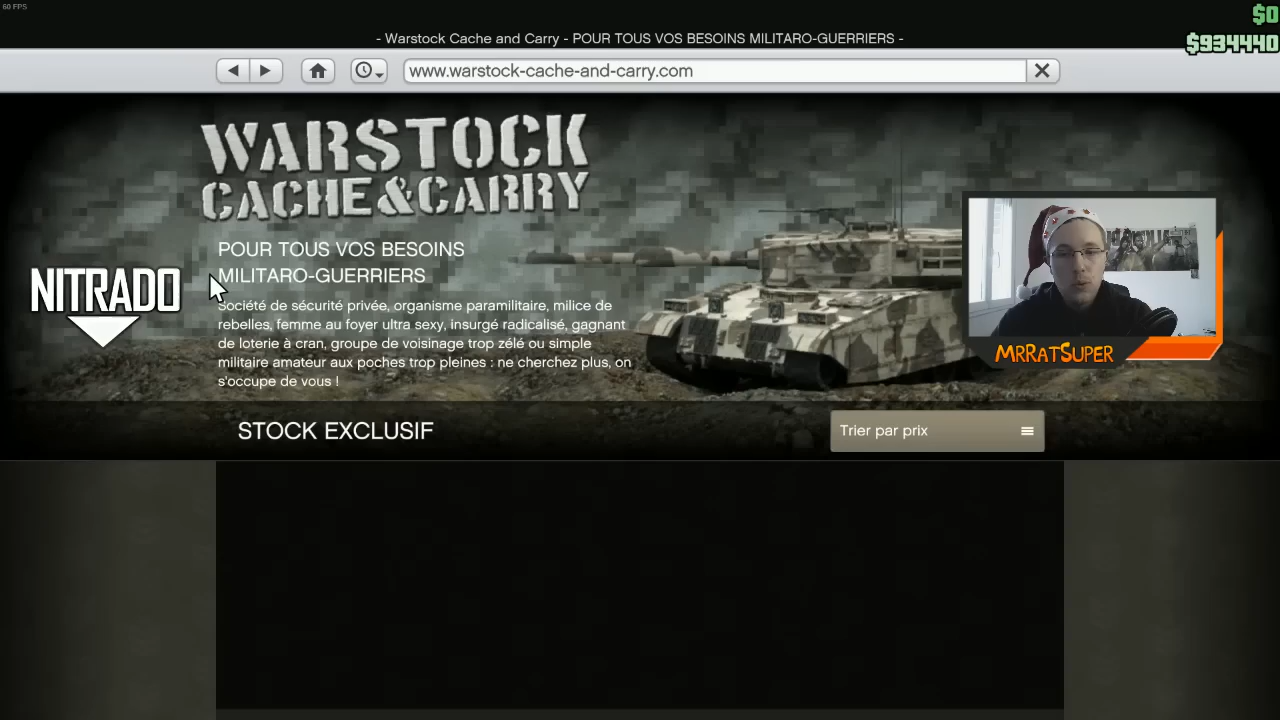 60 FPS
$0
- Warstock Cache and Carry - POUR TOUS VOS BESOINS MILITARO-GUERRIERS -
$934440
www.warstock-cache-and-carry.com
WARSTOCK
CACHE&CARRY
POUR TOUS VOS BESOINS
MILITARO-GUERRIERS
Société de sécurité privée, organisme paramilitaire, milice de
rebelles, femme au foyer ultra sexy, insurgé radicalisé, gagnant
de loterie à cran, groupe de voisinage trop zélé ou simple
militaire amateur aux poches trop pleines : ne cherchez plus, on
s'occupe de vous !
NITRADO
MRRATSUPER
STOCK EXCLUSIF
Trier par prix